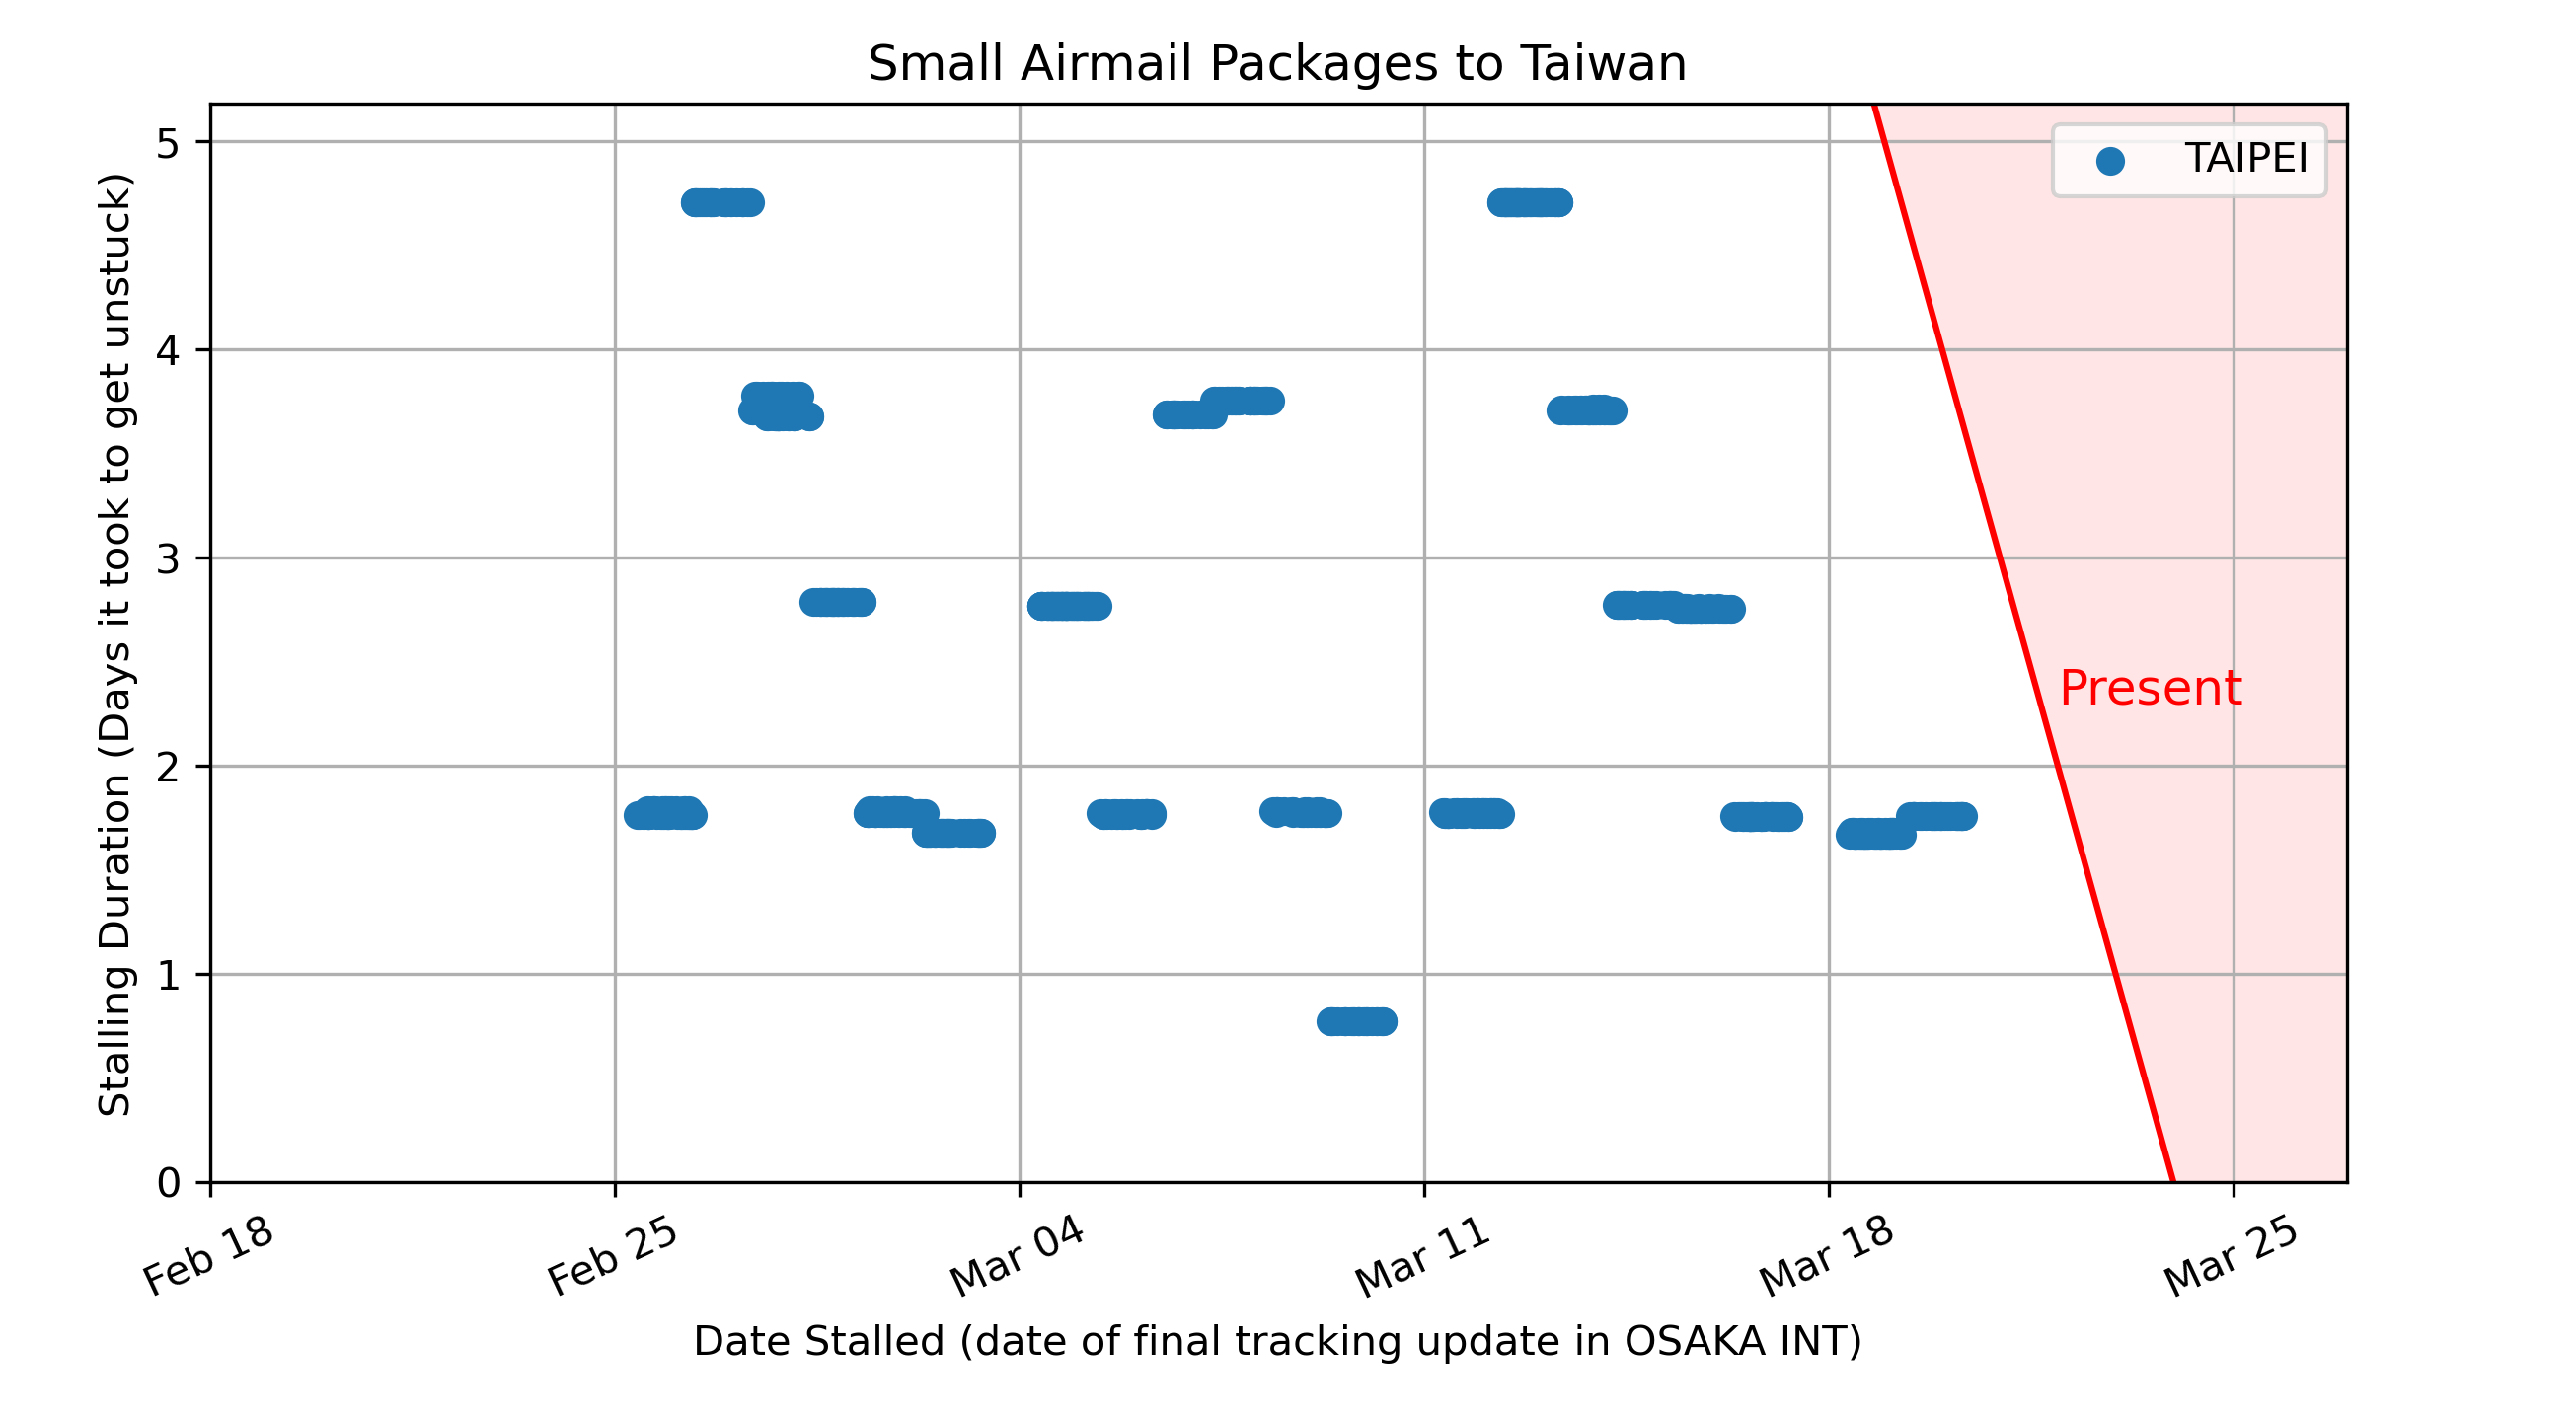 Small Airmail Packages to Taiwan
TAIPEI
Stalling Duration (Days it took to get unstuck)
5
4
3
2
1
0
Present
Feb 18
Feb 25
Mar 04
Mar 11
Mar 18
Mar 25
Date Stalled (date of final tracking update in OSAKA INT)